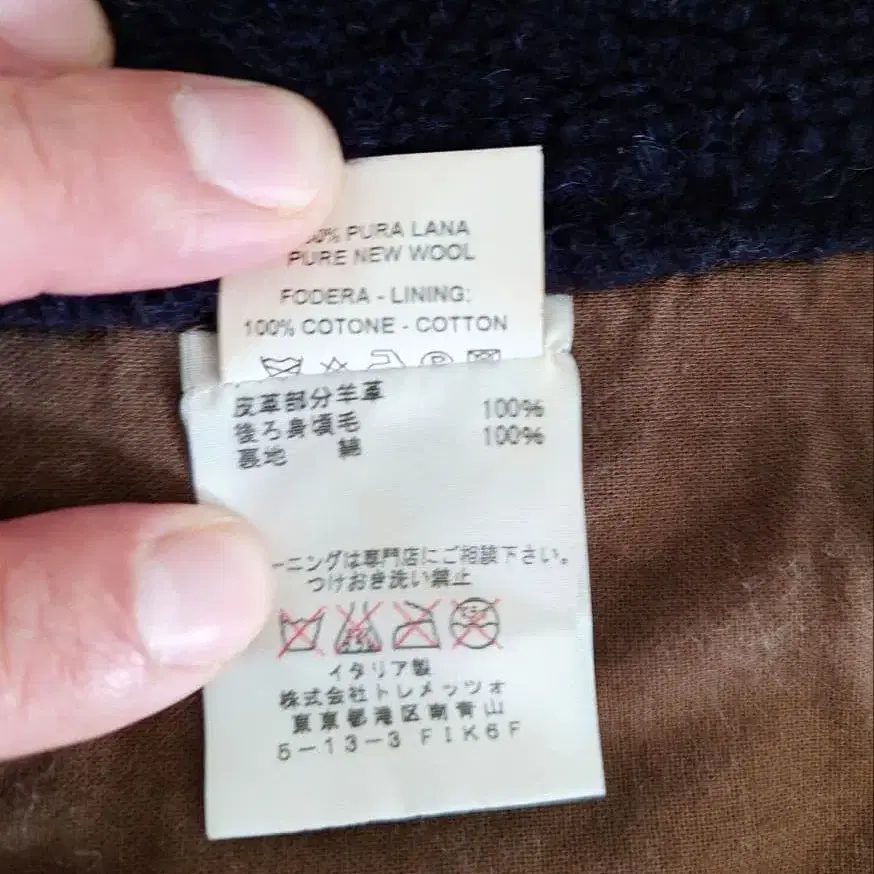 % PURA LANA
PURE NEW WOOL
FODERA - LINING:
100% COTONE - COTTON
皮革部分羊革
後ろ身頃毛 100%
裏地 綿 100%
ーニングは専門店にご相談下さい。
つけおき洗い禁止
イタリア製
株式会社トレメッツォ
東京都港区南青山
5-13-3 FIK6F